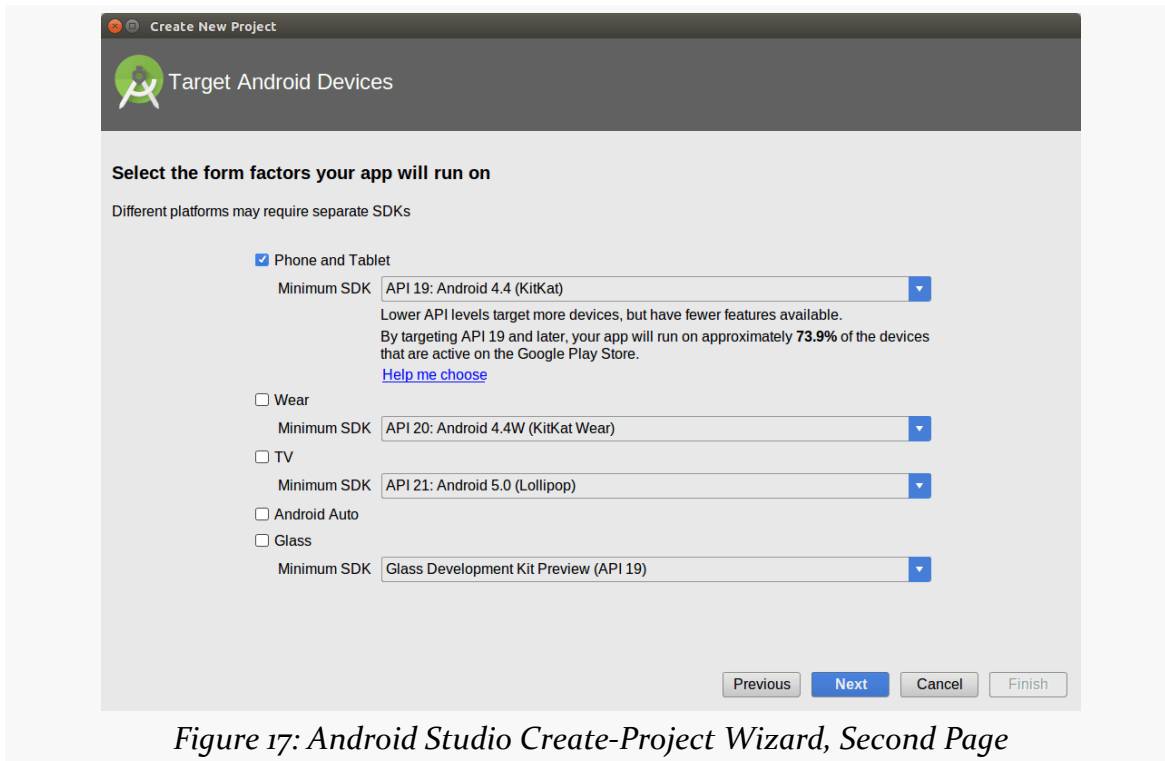 Create New Project
Target Android Devices
Select the form factors your app will run on
Different platforms may require separate SDKs
Phone and Tablet
Minimum SDK API 19: Android 4.4 (KitKat)
Lower API levels target more devices, but have fewer features available.
By targeting API 19 and later, your app will run on approximately 73.9% of the devices
that are active on the Google Play Store.
Help me choose
Wear
Minimum SDK API 20: Android 4.4W (KitKat Wear)
TV
Minimum SDK API 21: Android 5.0 (Lollipop)
Android Auto
Glass
Minimum SDK Glass Development Kit Preview (API 19)
Previous Next Cancel Finish
Figure 17: Android Studio Create-Project Wizard, Second Page